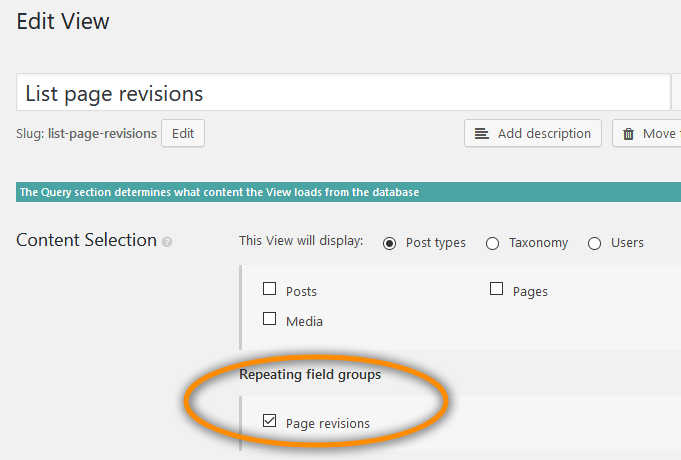 Edit View
List page revisions
Slug: list-page-revisions Edit Add description Move
The Query section determines what content the View loads from the database
Content Selection ? This View will display: Post types Taxonomy Users
Posts Pages
Media
Repeating field groups
Page revisions